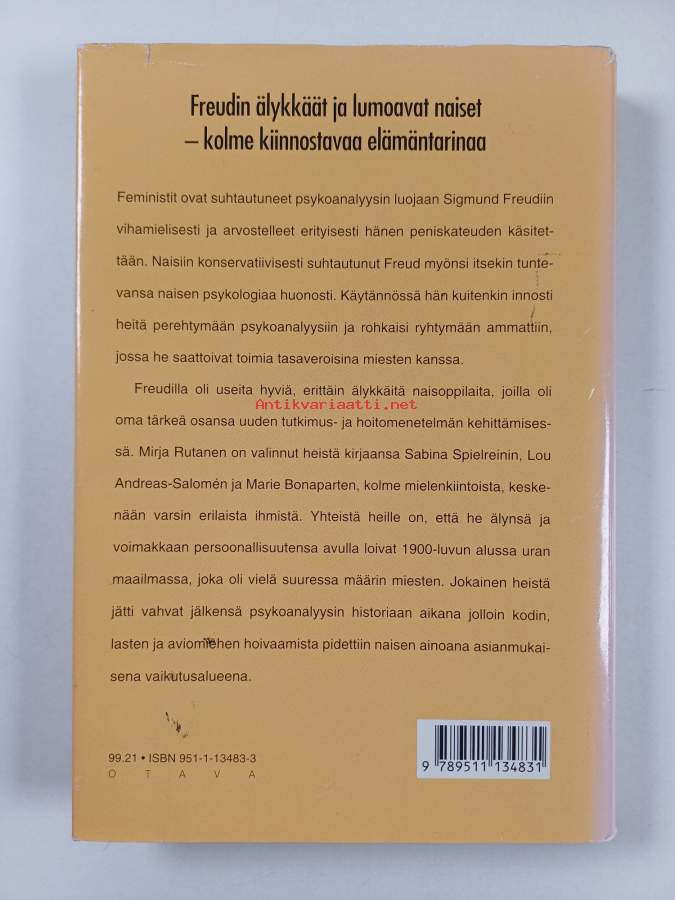 Freudin älykkäät ja lumoavat naiset
– kolme kiinnostavaa elämäntarinaa
Feministit ovat suhtautuneet psykoanalyysin luojaan Sigmund Freudiin
vihamielisesti ja arvostelleet erityisesti hänen peniskateuden käsitet-
tään. Naisiin konservatiivisesti suhtautunut Freud myönsi itsekin tunte-
vansa naisen psykologiaa huonosti. Käytännössä hän kuitenkin innosti
heitä perehtymään psykoanalyysiin ja rohkaisi ryhtymään ammattiin,
jossa he saattoivat toimia tasaveroisina miesten kanssa.
Freudilla oli useita hyviä, erittäin älykkäitä naisoppilaita, joilla oli
Antikvariaatti.net
oma tärkeä osansa uuden tutkimus- ja hoitomenetelmän kehittämises-
sä. Mirja Rutanen on valinnut heistä kirjaansa Sabina Spielreinin, Lou
Andreas-Salomén ja Marie Bonaparten, kolme mielenkiintoista, keske-
nään varsin erilaista ihmistä. Yhteistä heille on, että he älynsä ja
voimakkaan persoonallisuutensa avulla loivat 1900-luvun alussa uran
maailmassa, joka oli vielä suuressa määrin miesten. Jokainen heistä
jätti vahvat jälkensä psykoanalyysin historiaan aikana jolloin kodin,
lasten ja aviomiehen hoivaamista pidettiin naisen ainoana asianmukai-
sena vaikutusalueena.
99.21 • ISBN 951-1-13483-3
OTAVA
9 789511 134831